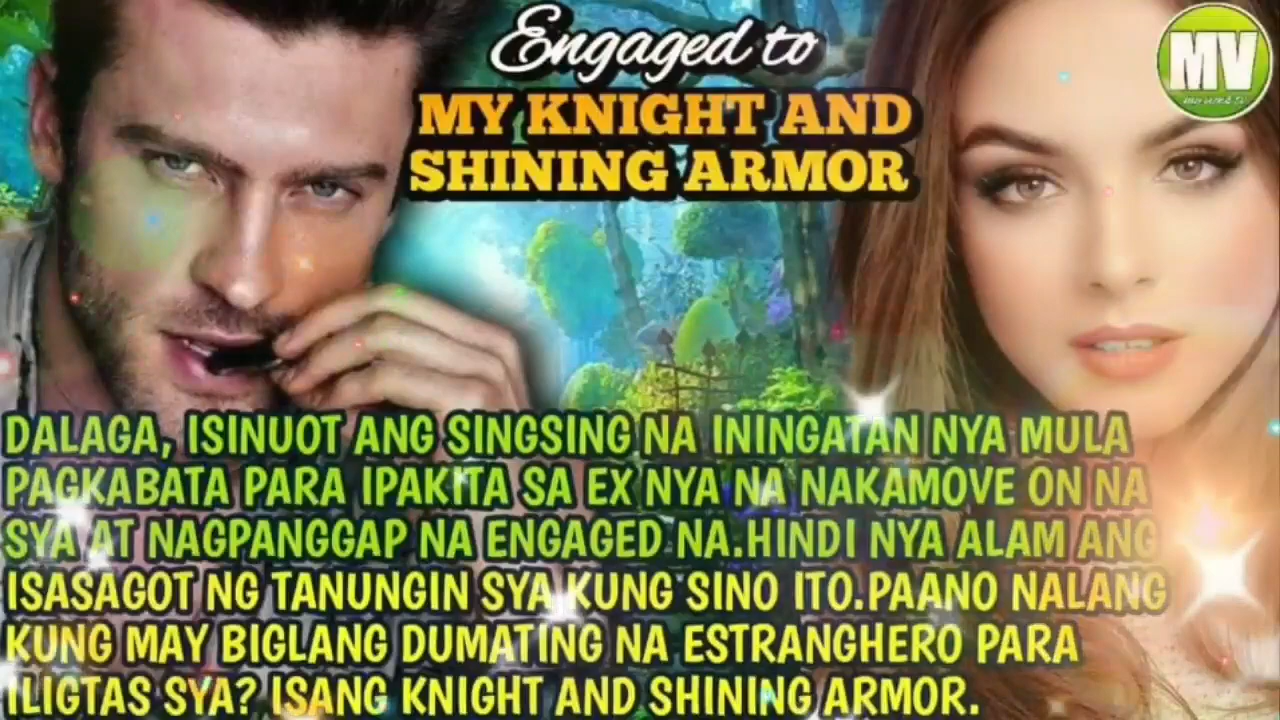 Engaged to
MY KNIGHT AND
SHINING ARMOR
MV
DALAGA, ISINUOT ANG SINGSING NA ININGATAN NYA MULA
PAGKABATA PARA IPAKITA SA EX NYA NA NAKAMOVE ON NA
SYA AT NAGPANGGAP NA ENGAGED NA.HINDI NYA ALAM ANG
ISASAGOT NG TANUNGIN SYA KUNG SINO ITO.PAANO NALANG
KUNG MAY BIGLANG DUMATING NA ESTRANGHERO PARA
ILIGTAS SYA? ISANG KNIGHT AND SHINING ARMOR.